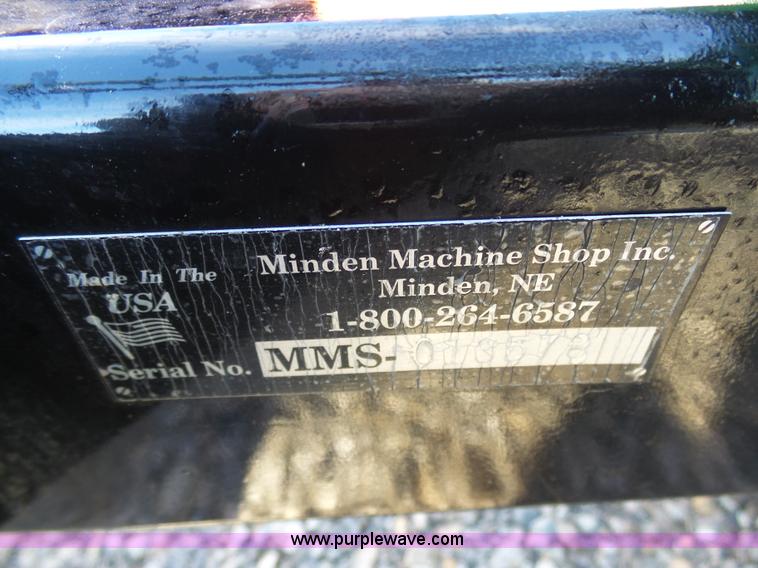 Made In The
USA
Minden Machine Shop Inc.
Minden, NE
1-800-264-6587
Serial No. MMS-
www.purplewave.com